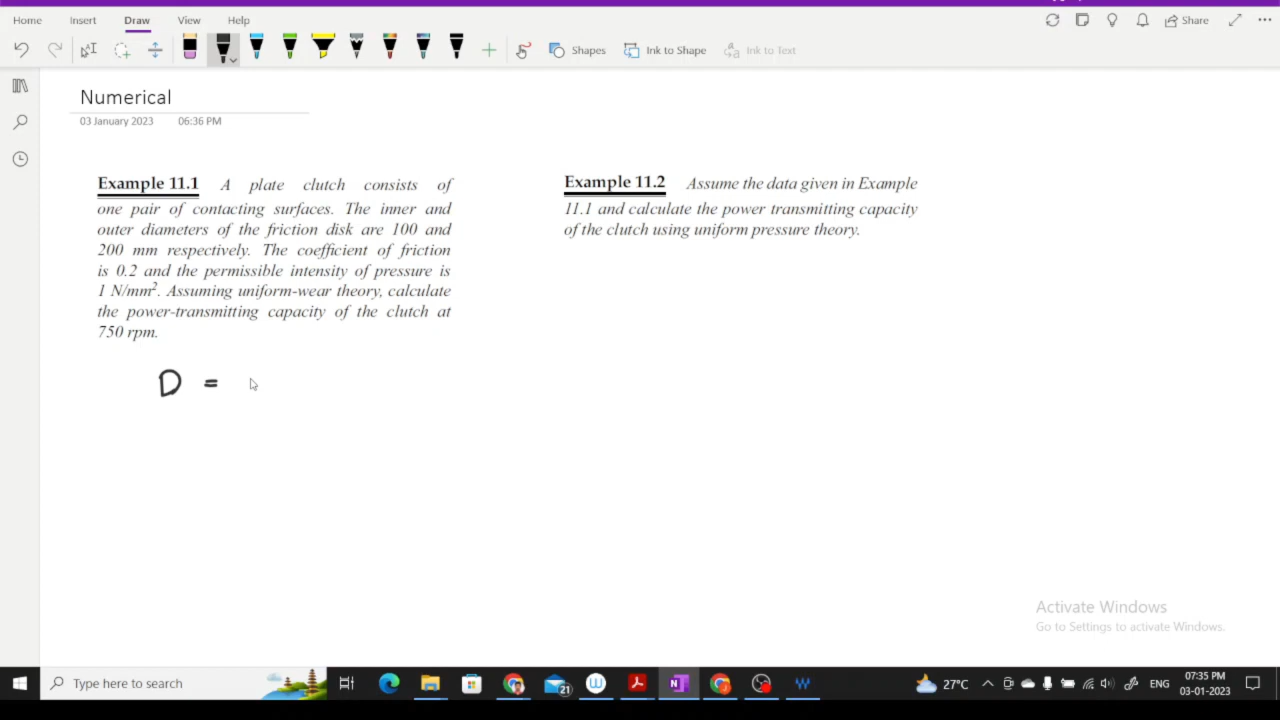 Home Insert Draw View Help
Share
Shapes Ink to Shape Ink to Text
Numerical
03 January 2023 06:36 PM
Example 11.1 A plate clutch consists of
one pair of contacting surfaces. The inner and
outer diameters of the friction disk are 100 and
200 mm respectively. The coefficient of friction
is 0.2 and the permissible intensity of pressure is
1 N/mm². Assuming uniform-wear theory, calculate
the power-transmitting capacity of the clutch at
750 rpm.
D =
Example 11.2 Assume the data given in Example
11.1 and calculate the power transmitting capacity
of the clutch using uniform pressure theory.
Activate Windows
Go to Settings to activate Windows.
Type here to search
21
27°C
ENG
07:35 PM
03-01-2023